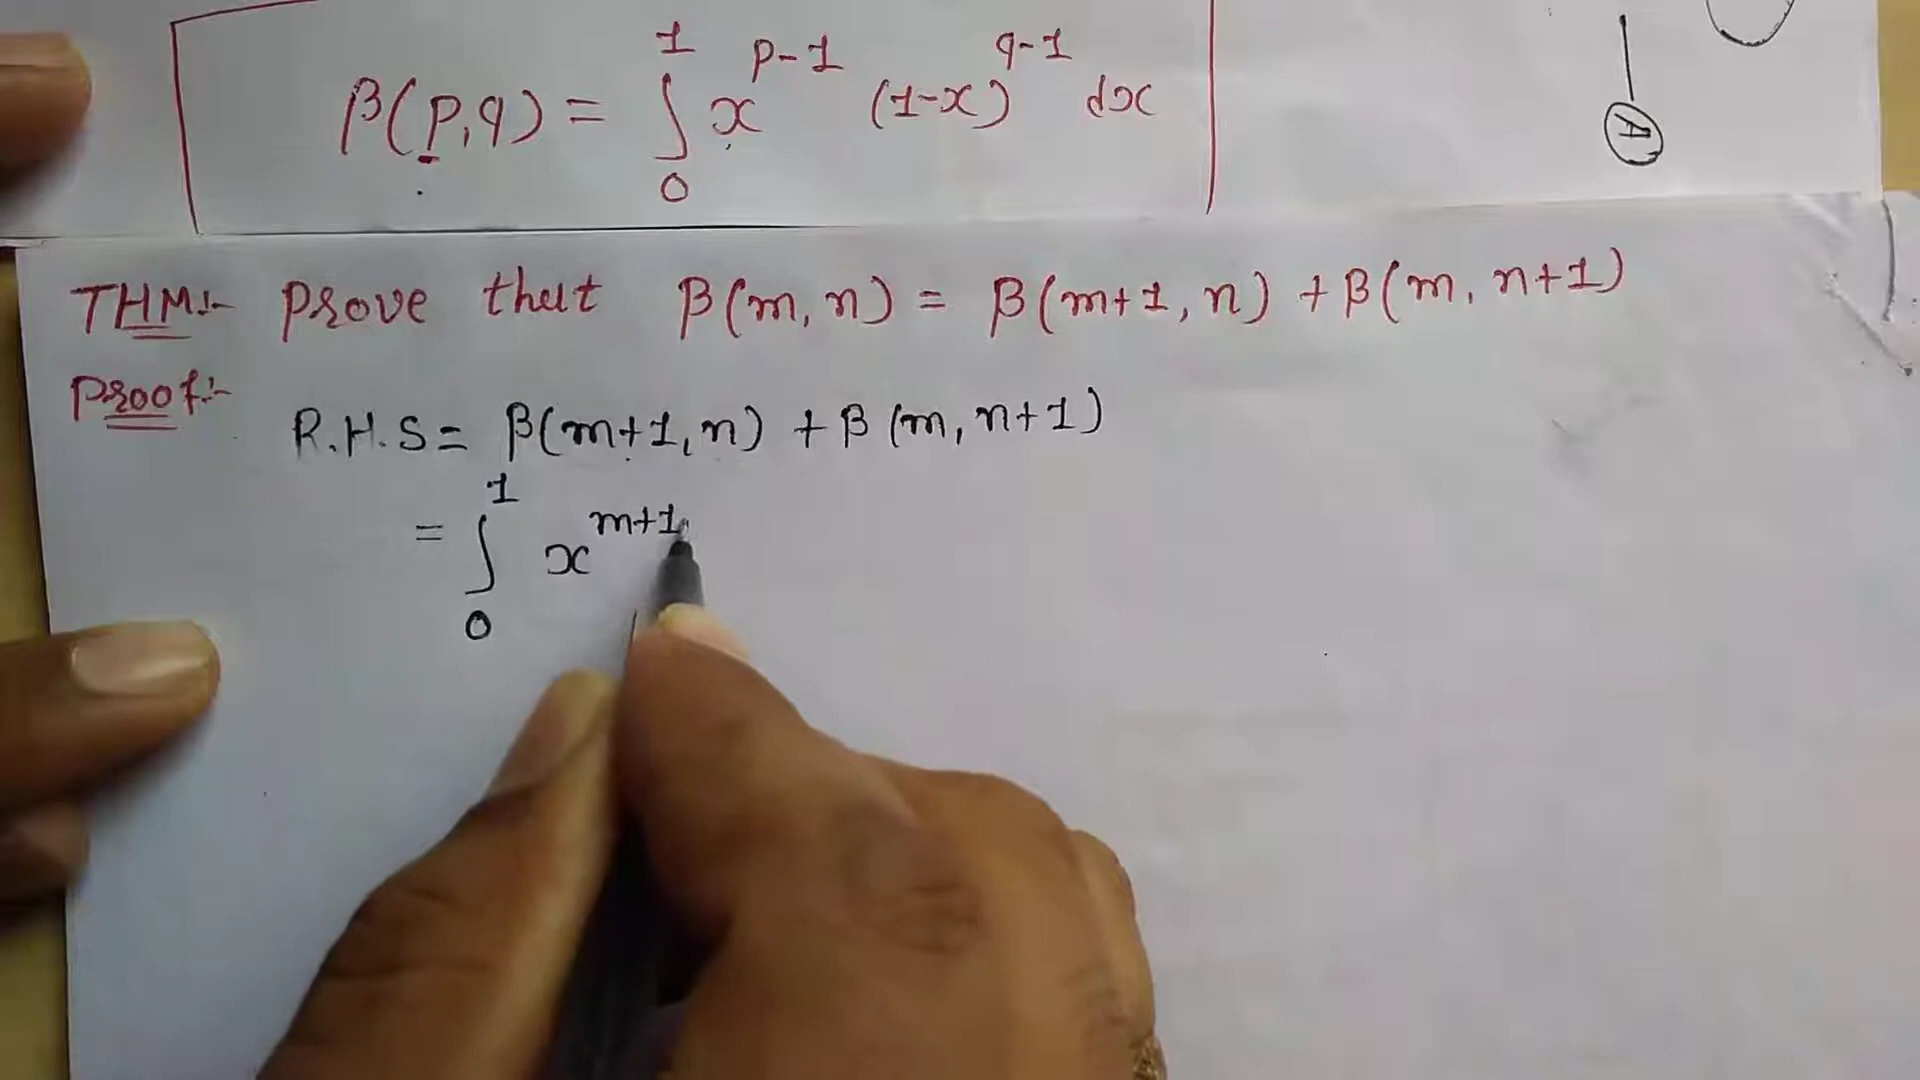 β(p,q) = ∫₀¹ x^(p-1) (1-x)^(q-1) dx
A
THM:- Prove that β(m, n) = β(m+1, n) + β(m, n+1)
Proof:-
R.H.S = β(m+1, n) + β(m, n+1)
= ∫₀¹ x^(m+1